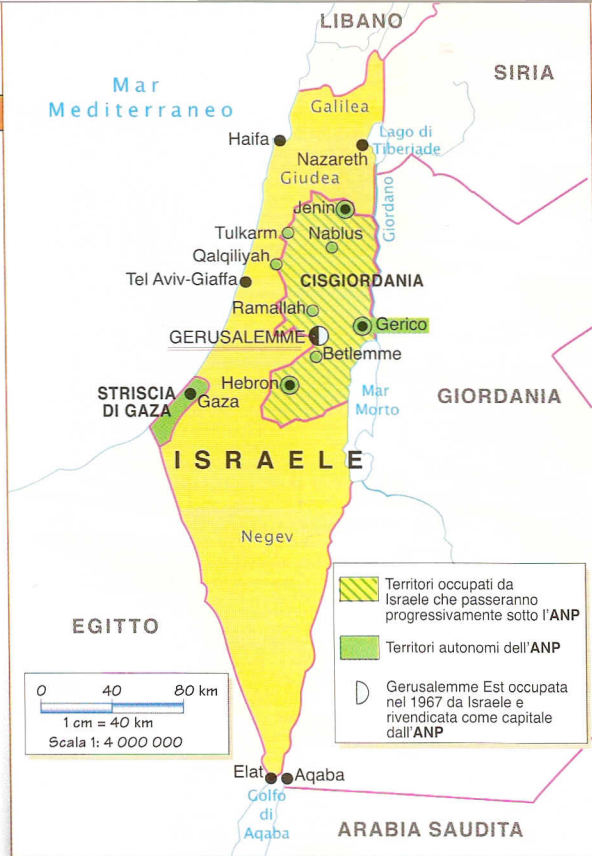 LIBANO
SIRIA
Mar
Mediterraneo
Galilea
Haifa
Lago di
Tiberiade
Nazareth
Giudea
Giordano
Jenin
Tulkarm
Nablus
Qalqiliyah
Tel Aviv-Giaffa
CISGIORDANIA
Ramallah
Gerico
GERUSALEMME
Betlemme
Hebron
Mar
Morto
STRISCIA
DI GAZA
Gaza
GIORDANIA
ISRAELE
Negev
EGITTO
Territori occupati da
Israele che passeranno
progressivamente sotto l'ANP
Territori autonomi dell'ANP
Gerusalemme Est occupata
nel 1967 da Israele e
rivendicata come capitale
dall'ANP
0 40 80 km
1 cm = 40 km
Scala 1: 4 000 000
Elat
Aqaba
Golfo
di
Aqaba
ARABIA SAUDITA